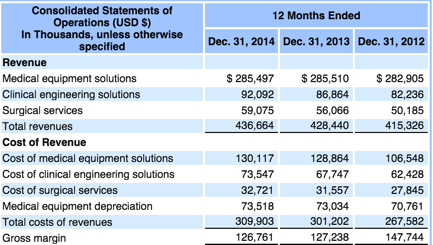 Consolidated Statements of
Operations (USD $)
In Thousands, unless otherwise
specified
12 Months Ended
Dec. 31, 2014 Dec. 31, 2013 Dec. 31, 2012
Revenue
Medical equipment solutions $ 285,497 $ 285,510 $ 282,905
Clinical engineering solutions 92,092 86,864 82,236
Surgical services 59,075 56,066 50,185
Total revenues 436,664 428,440 415,326
Cost of Revenue
Cost of medical equipment solutions 130,117 128,864 106,548
Cost of clinical engineering solutions 73,547 67,747 62,428
Cost of surgical services 32,721 31,557 27,845
Medical equipment depreciation 73,518 73,034 70,761
Total costs of revenues 309,903 301,202 267,582
Gross margin 126,761 127,238 147,744